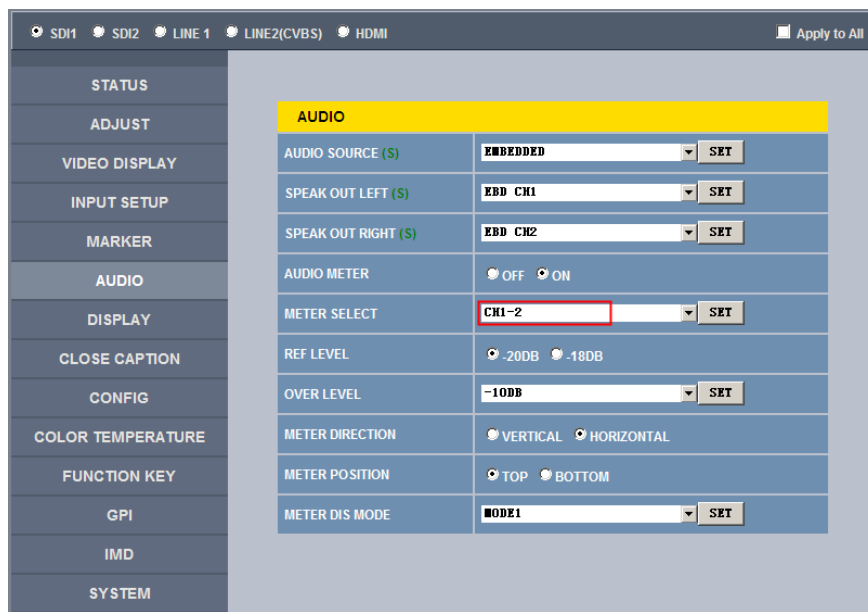 SDI1 SDI2 LINE 1 LINE2(CVBS) HDMI Apply to All
STATUS
ADJUST
VIDEO DISPLAY
INPUT SETUP
MARKER
AUDIO
DISPLAY
CLOSE CAPTION
CONFIG
COLOR TEMPERATURE
FUNCTION KEY
GPI
IMD
SYSTEM
AUDIO
AUDIO SOURCE (S) EMBEDDED SET
SPEAK OUT LEFT (S) EBD CH1 SET
SPEAK OUT RIGHT (S) EBD CH2 SET
AUDIO METER OFF ON
METER SELECT CH1-2 SET
REF LEVEL -20DB -18DB
OVER LEVEL -10DB SET
METER DIRECTION VERTICAL HORIZONTAL
METER POSITION TOP BOTTOM
METER DIS MODE MODE1 SET